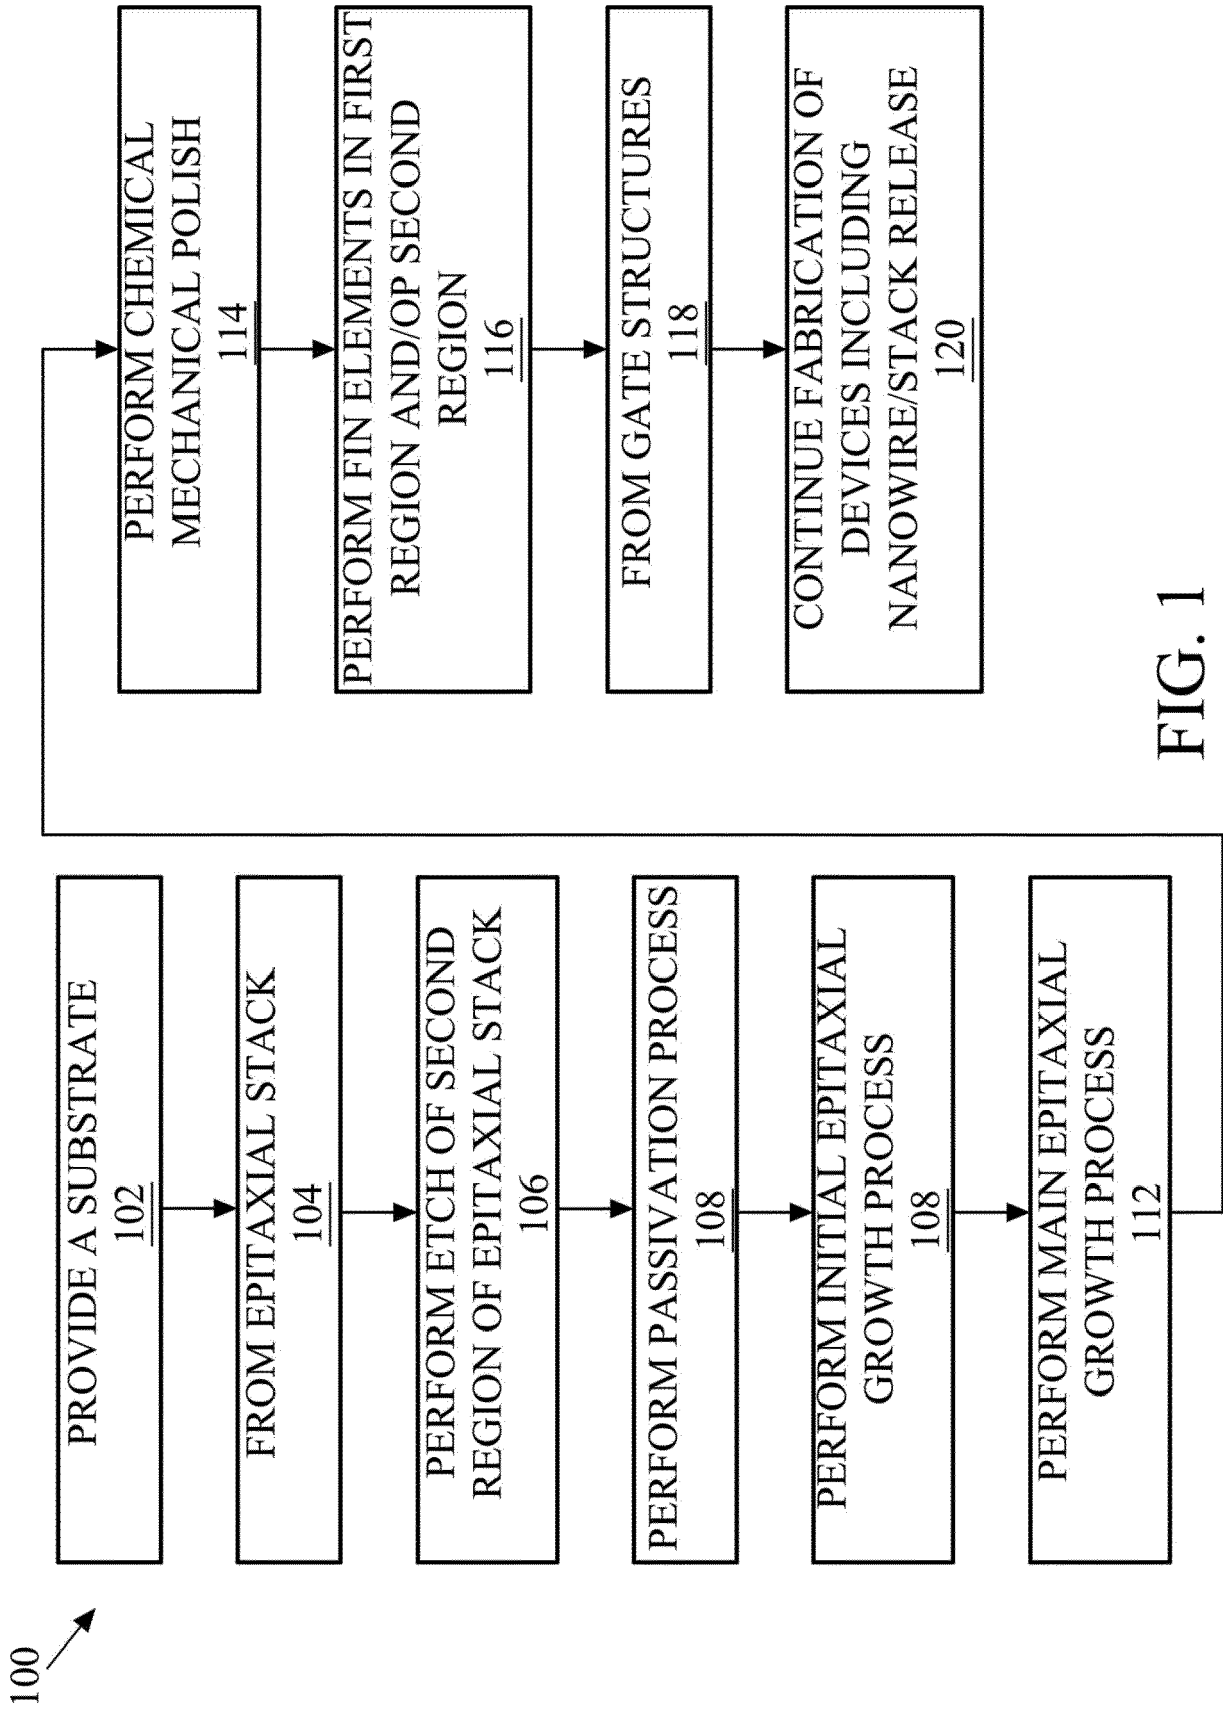 100
PROVIDE A SUBSTRATE
102
FROM EPITAXIAL STACK
104
PERFORM ETCH OF SECOND
REGION OF EPITAXIAL STACK
106
PERFORM PASSIVATION PROCESS
108
PERFORM INITIAL EPITAXIAL
GROWTH PROCESS
108
PERFORM MAIN EPITAXIAL
GROWTH PROCESS
112
PERFORM CHEMICAL
MECHANICAL POLISH
114
PERFORM FIN ELEMENTS IN FIRST
REGION AND/OP SECOND
REGION
116
FROM GATE STRUCTURES
118
CONTINUE FABRICATION OF
DEVICES INCLUDING
NANOWIRE/STACK RELEASE
120
FIG. 1